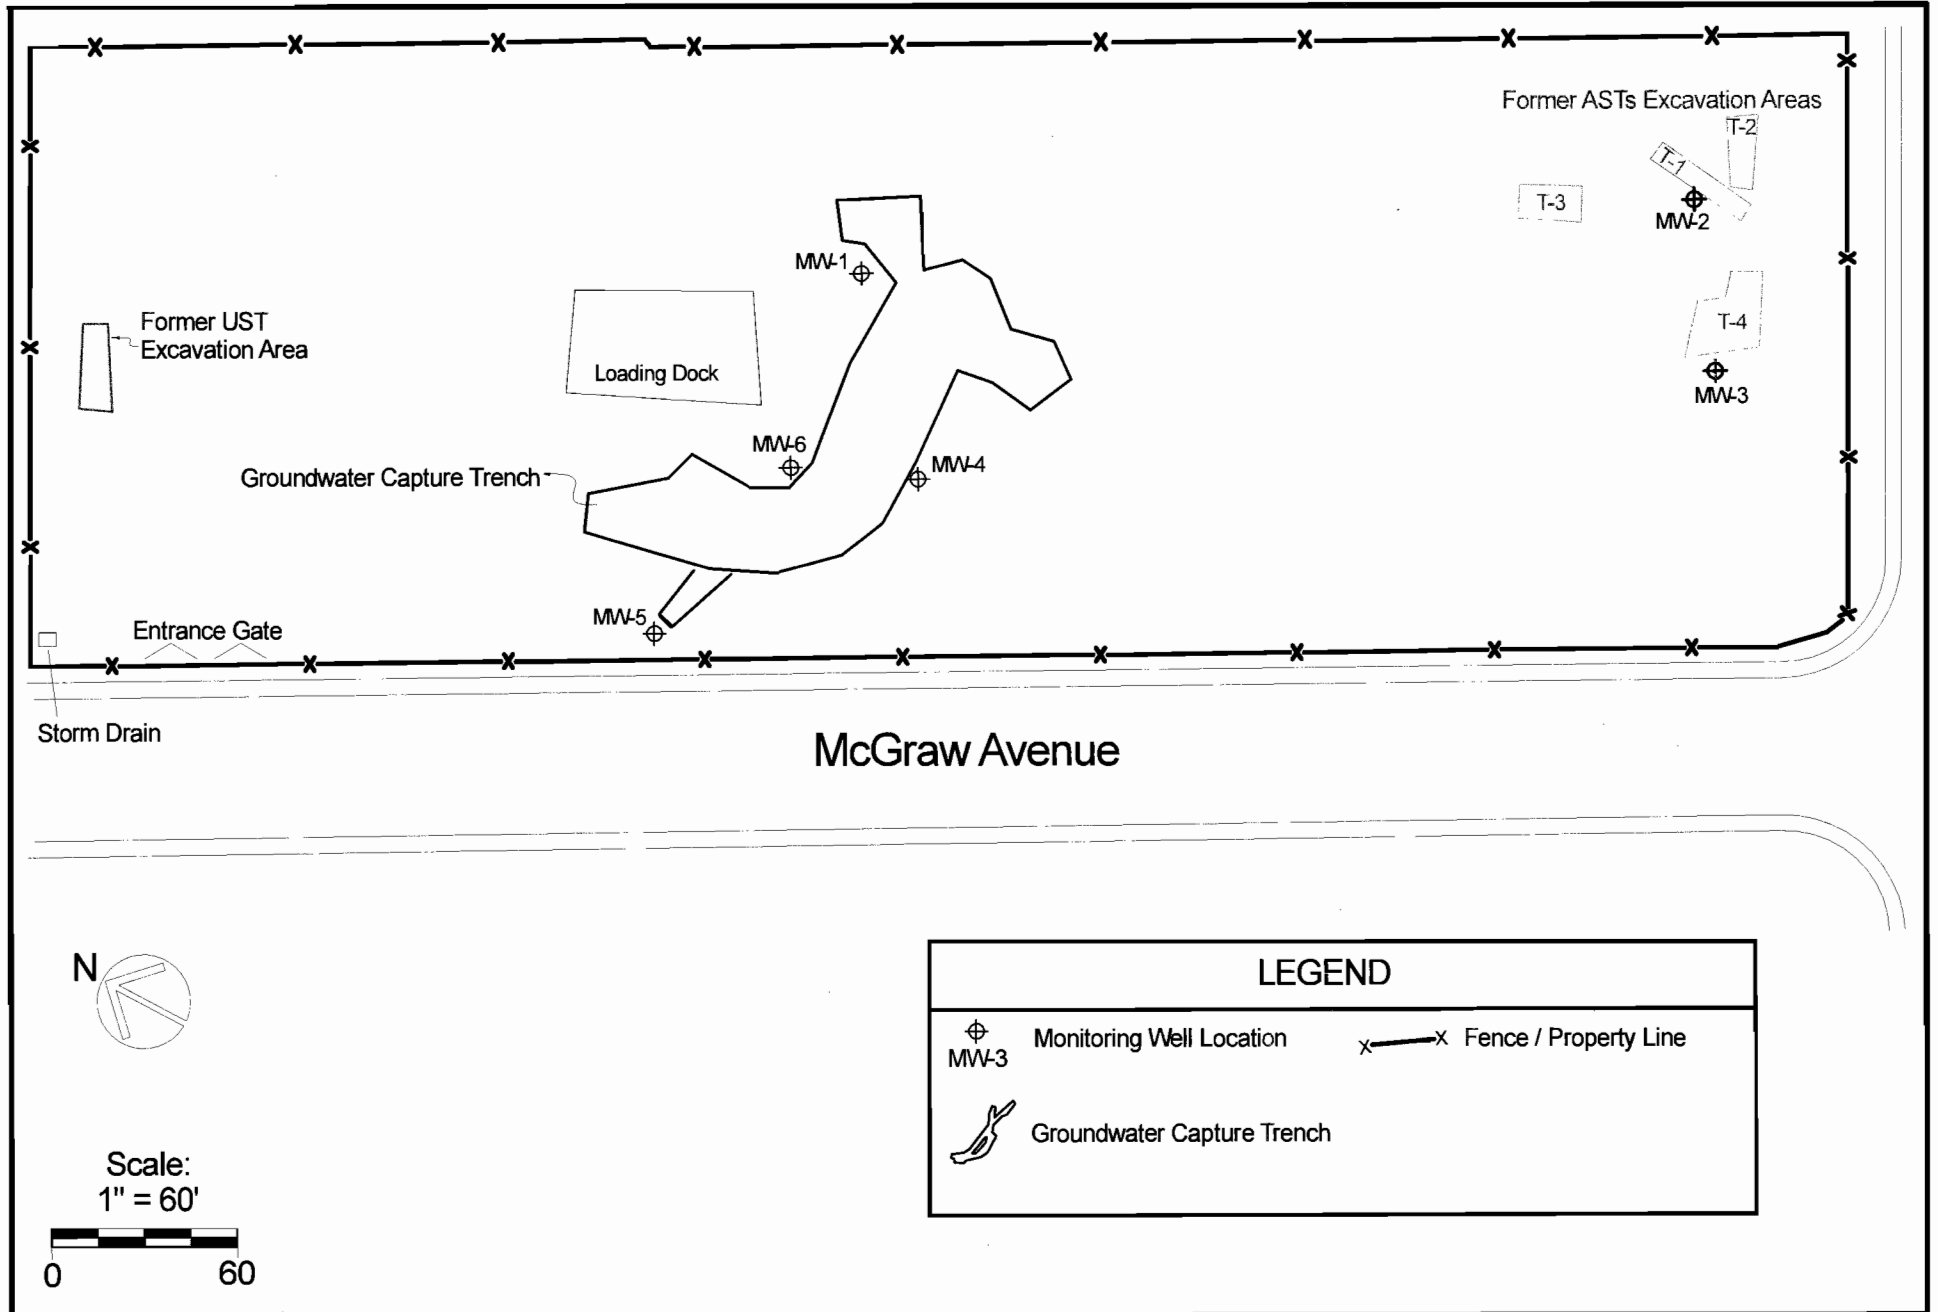 Former ASTs Excavation Areas
T-2
T-1
T-3
MW-2
MW-1
Former UST
Excavation Area
T-4
Loading Dock
MW-3
MW-6
MW-4
Groundwater Capture Trench
MW-5
Entrance Gate
Storm Drain
McGraw Avenue
N
LEGEND
MW-3
Monitoring Well Location
X X Fence / Property Line
Groundwater Capture Trench
Scale:
1" = 60'
0 60